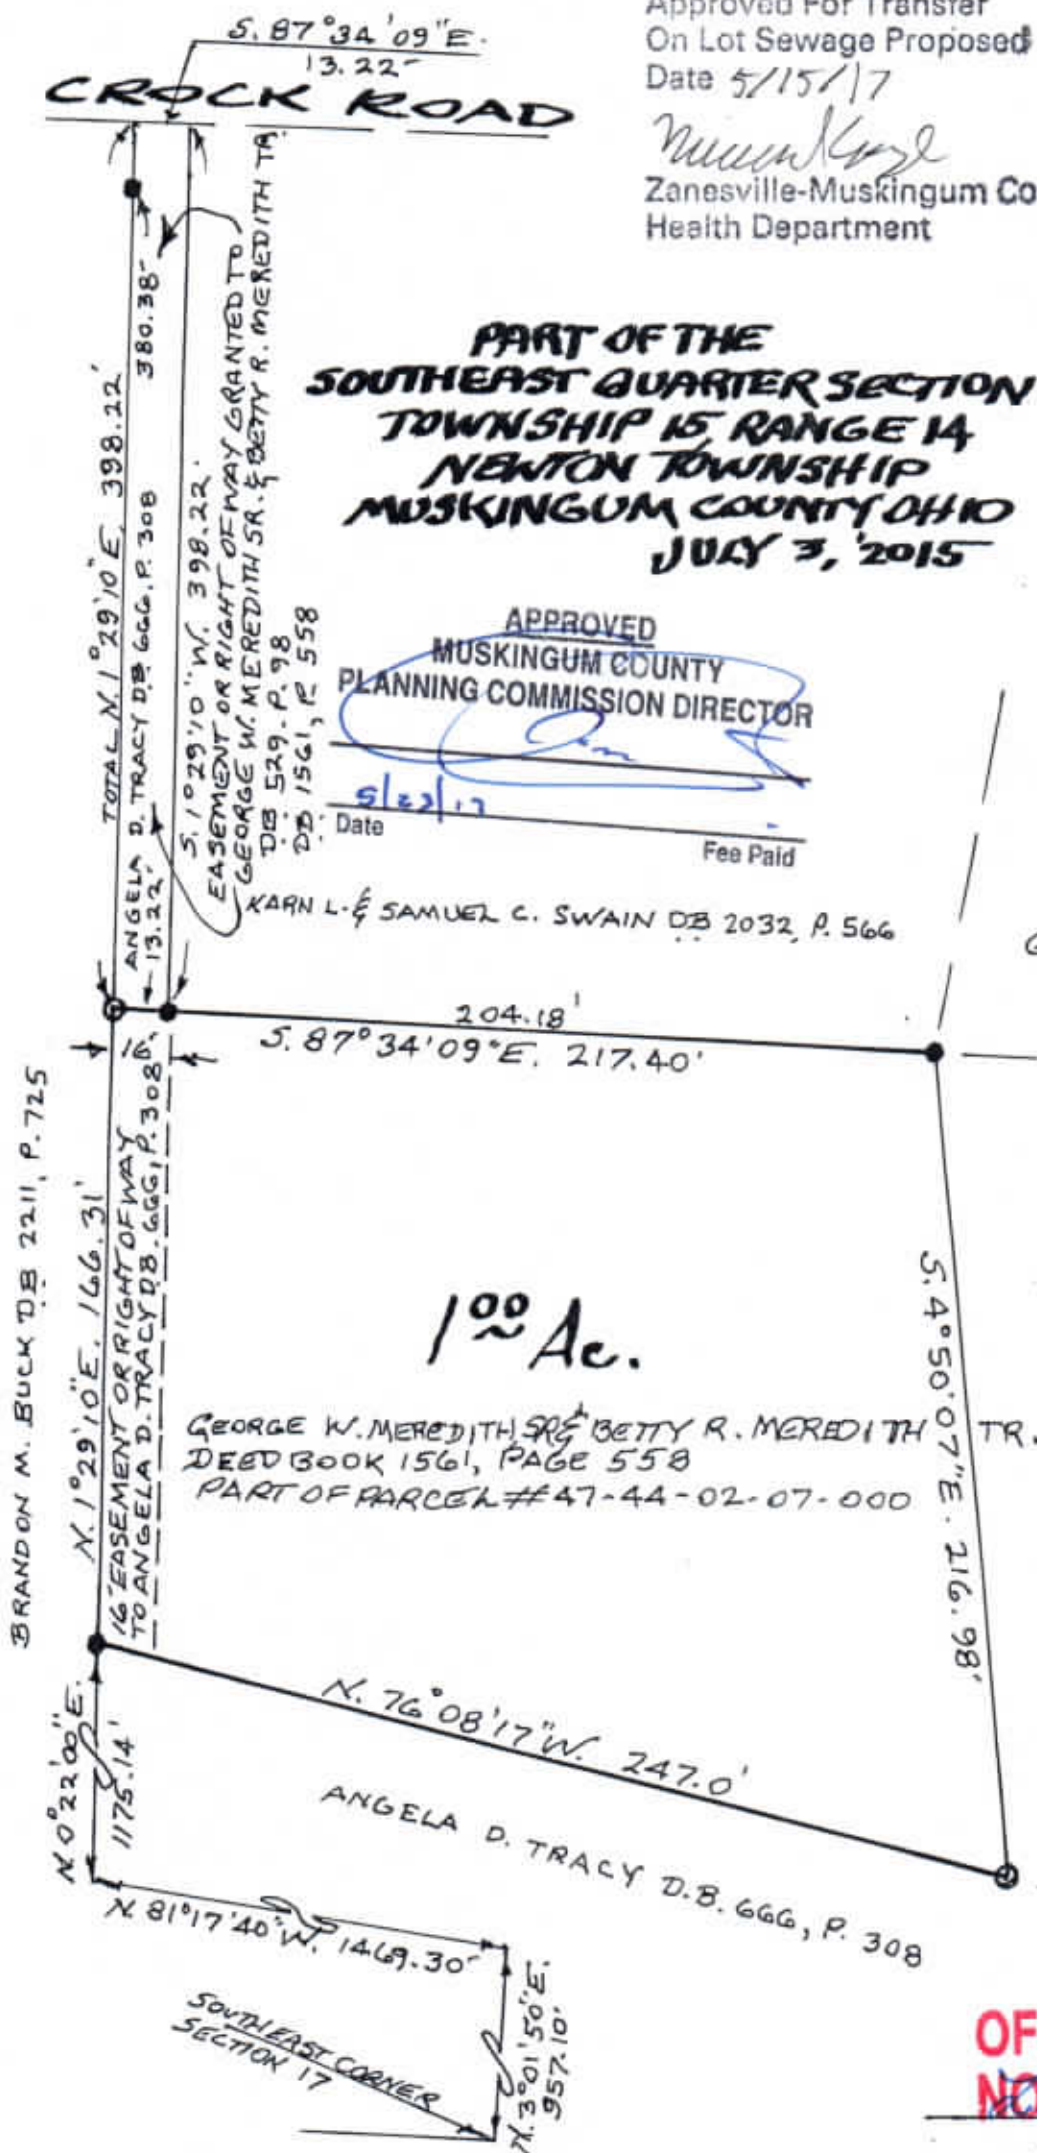 S. 87°34'09"E.
13.22'
CROCK ROAD
Approved For Transfer
On Lot Sewage Proposed
Date 5/15/17
Zanesville-Muskingum Co
Health Department
PART OF THE
SOUTHEAST QUARTER SECTION
TOWNSHIP 15, RANGE 14
NEWTON TOWNSHIP
MUSKINGUM COUNTY OHIO
JULY 3, 2015
TOTAL N. 1°29'10"E. 398.22'
380.38'
ANGELA D. TRACY D.B. 666, P. 308
13.22'
S. 1°29'10"W. 398.22'
EASEMENT OR RIGHT OF WAY GRANTED TO
GEORGE W. MEREDITH SR. & BETTY R. MEREDITH TR.
DB 529, P. 98
DB 1561, P. 558
APPROVED
MUSKINGUM COUNTY
PLANNING COMMISSION DIRECTOR
5/23/17
Date
Fee Paid
KARN L. & SAMUEL C. SWAIN DB 2032, P. 566
204.18'
S. 87°34'09"E. 217.40'
16'
BRANDON M. BUCK DB 2211, P. 725
N. 1°29'10"E. 166.31'
16' EASEMENT OR RIGHT OF WAY
TO ANGELA D. TRACY D.B. 666, P. 308
1 00 Ac.
GEORGE W. MEREDITH SR & BETTY R. MEREDITH TR.
DEED BOOK 1561, PAGE 558
PART OF PARCEL #47-44-02-07-000
S. 4°50'07"E. 216.98'
N. 76°08'17"W. 247.0'
ANGELA D. TRACY D.B. 666, P. 308
N. 0°22'00"E.
1175.14'
N. 81°17'40"W. 1469.30'
SOUTHEAST CORNER
SECTION 17
N. 3°01'50"E.
957.10'
OF
NO